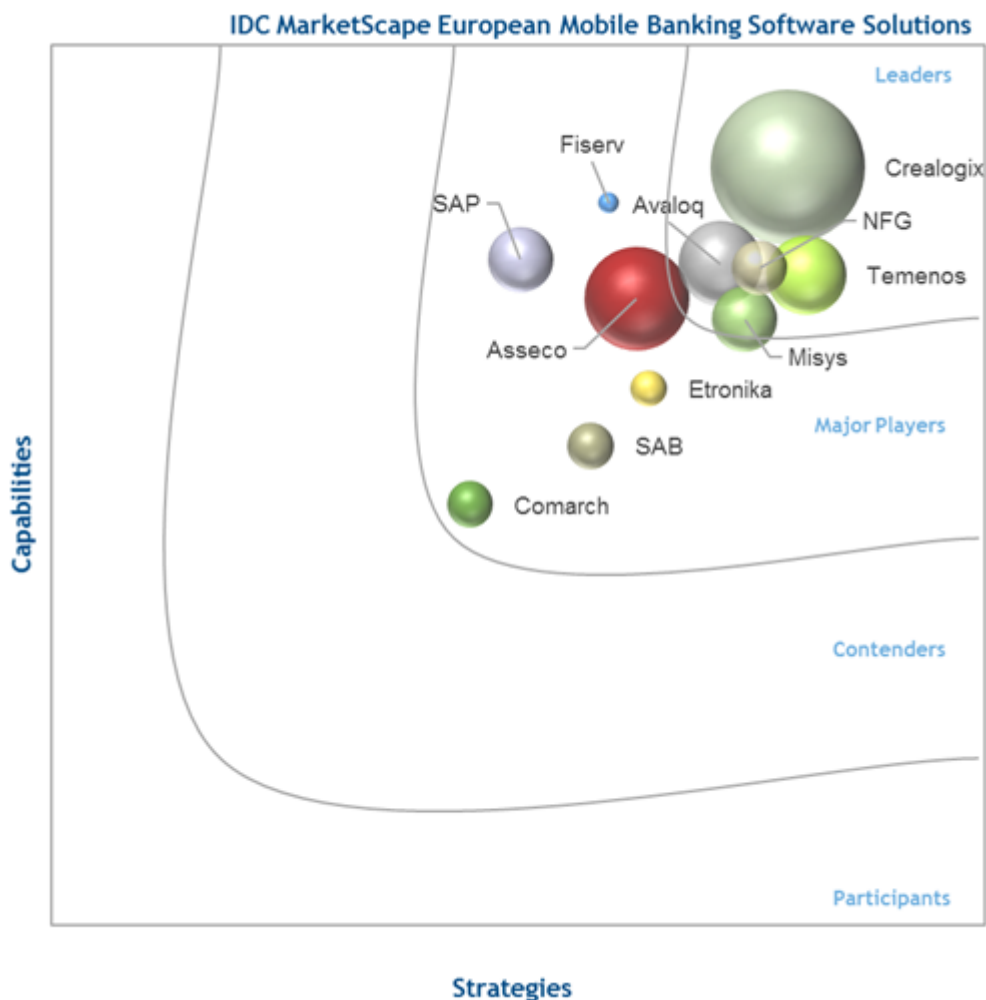 IDC MarketScape European Mobile Banking Software Solutions
Leaders
Fiserv
Crealogix
SAP
Avaloq
NFG
Temenos
Asseco
Misys
Etronika
Major Players
SAB
Comarch
Capabilities
Contenders
Participants
Strategies